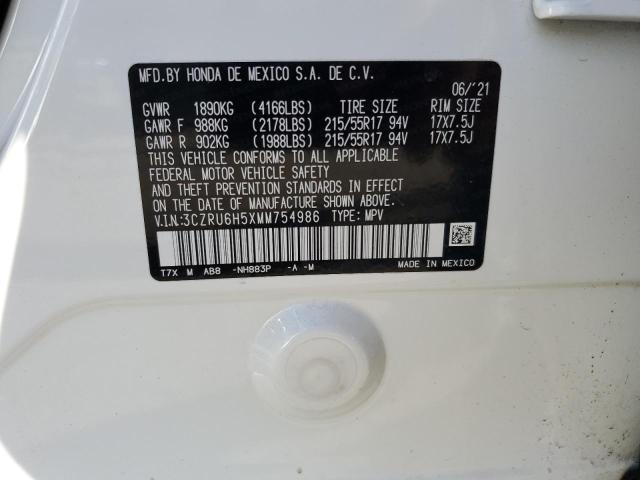 MFD.BY HONDA DE MEXICO S.A. DE C.V.
06/'21
GVWR 1890KG (4166LBS) TIRE SIZE RIM SIZE
GAWR F 988KG (2178LBS) 215/55R17 94V 17X7.5J
GAWR R 902KG (1988LBS) 215/55R17 94V 17X7.5J
THIS VEHICLE CONFORMS TO ALL APPLICABLE
FEDERAL MOTOR VEHICLE SAFETY
AND THEFT PREVENTION STANDARDS IN EFFECT
ON THE DATE OF MANUFACTURE SHOWN ABOVE.
V.I.N:3CZRU6H5XMM754986 TYPE: MPV
T7X M AB8 -NH883P -A -M MADE IN MEXICO